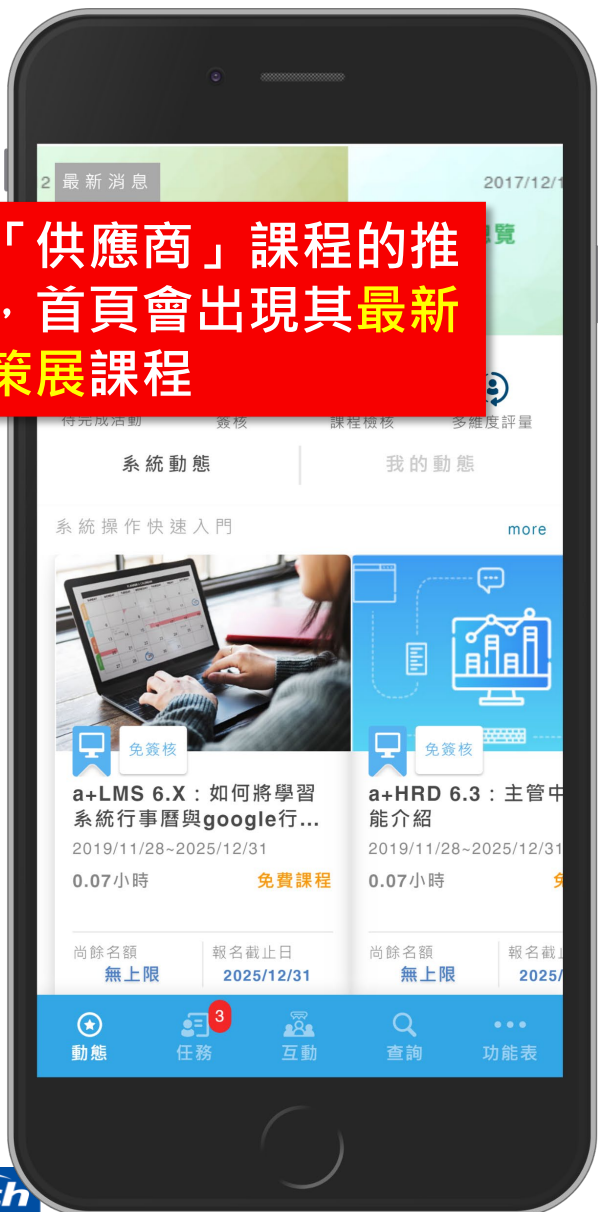 2 最新消息
2017/12/1
覽
「供應商」課程的推
，首頁會出現其最新
策展課程
待完成活動 簽核 課程檢核 多維度評量
系統動態 我的動態
系統操作快速入門 more
免簽核 免簽核
a+LMS 6.X：如何將學習 a+HRD 6.3：主管中
系統行事曆與google行... 能介紹
2019/11/28~2025/12/31 2019/11/28~2025/12/31
0.07小時 免費課程 0.07小時
尚餘名額 報名截止日 尚餘名額 報名截
無上限 2025/12/31 無上限 2025/
3
動態 任務 互動 查詢 功能表
th